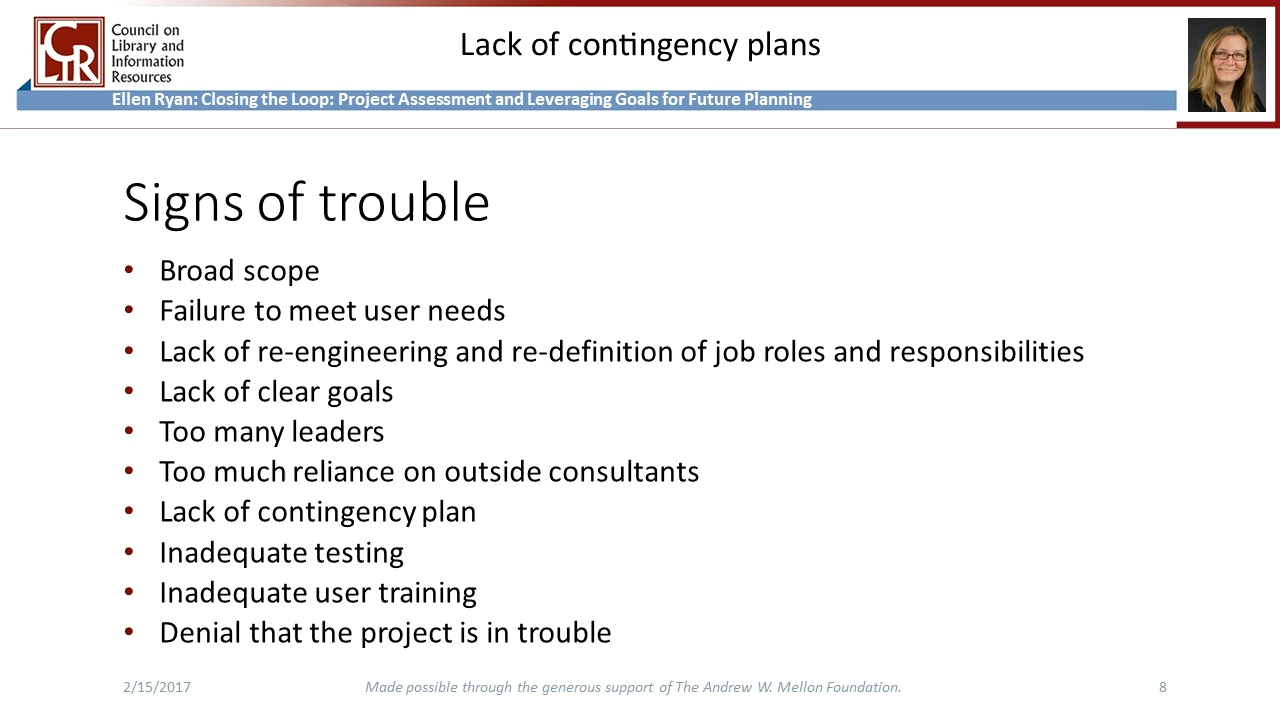 CLIR
Council on
Library and
Information
Resources
Lack of contingency plans
Ellen Ryan: Closing the Loop: Project Assessment and Leveraging Goals for Future Planning
Signs of trouble
• Broad scope
• Failure to meet user needs
• Lack of re-engineering and re-definition of job roles and responsibilities
• Lack of clear goals
• Too many leaders
• Too much reliance on outside consultants
• Lack of contingency plan
• Inadequate testing
• Inadequate user training
• Denial that the project is in trouble
2/15/2017
Made possible through the generous support of The Andrew W. Mellon Foundation.
8